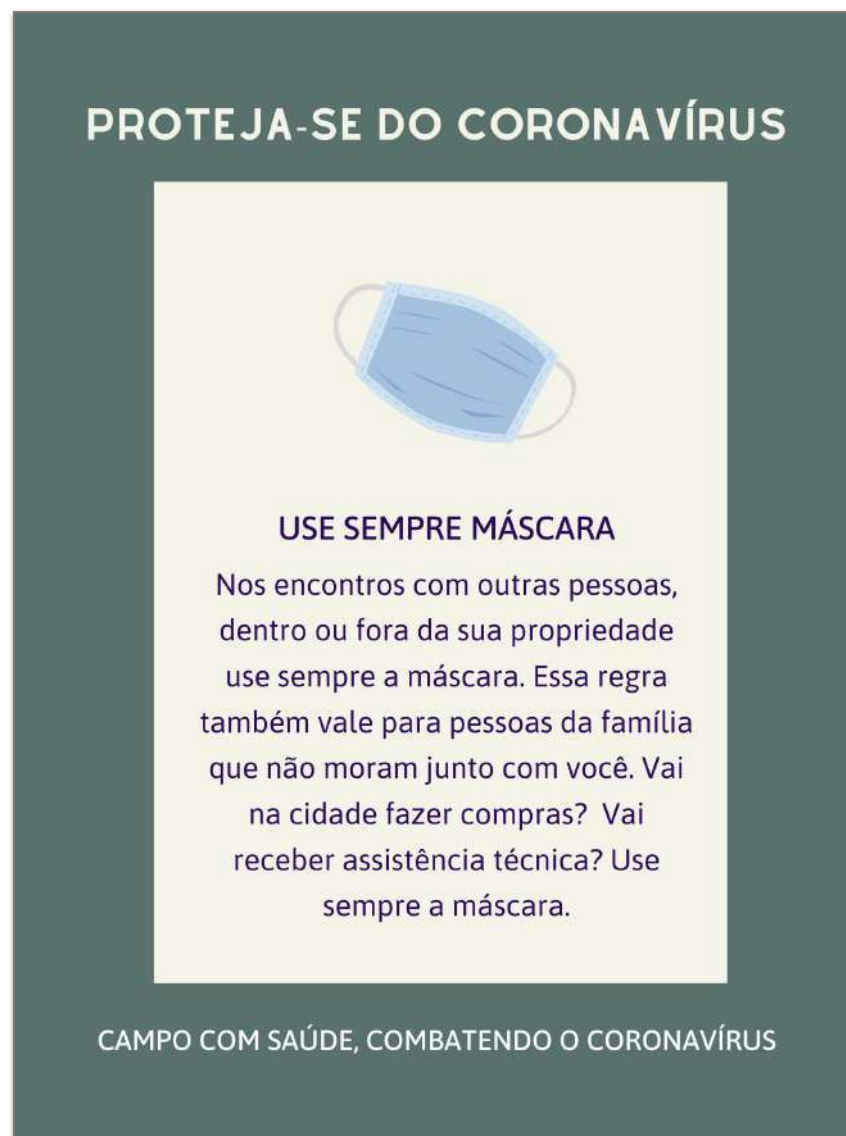 PROTEJA-SE DO CORONAVÍRUS
USE SEMPRE MÁSCARA
Nos encontros com outras pessoas,
dentro ou fora da sua propriedade
use sempre a máscara. Essa regra
também vale para pessoas da família
que não moram junto com você. Vai
na cidade fazer compras?  Vai
receber assistência técnica? Use
sempre a máscara.
CAMPO COM SAÚDE, COMBATENDO O CORONAVÍRUS